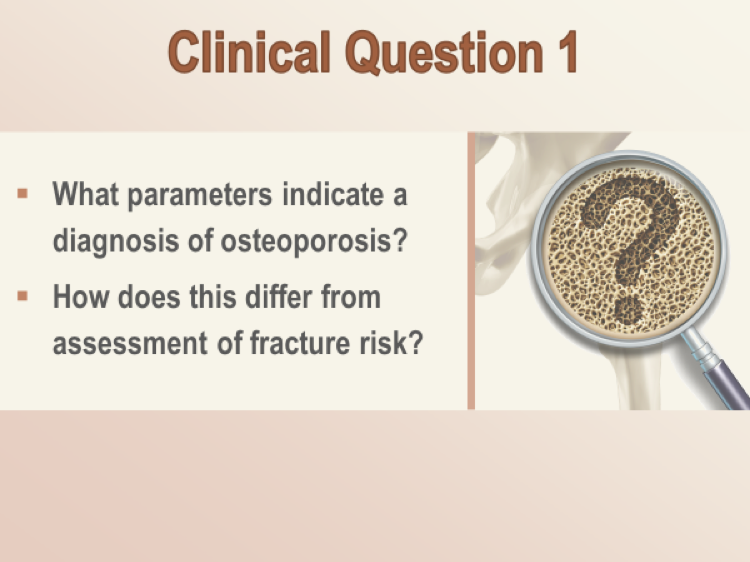 Clinical Question 1
▪ What parameters indicate a
diagnosis of osteoporosis?
▪ How does this differ from
assessment of fracture risk?